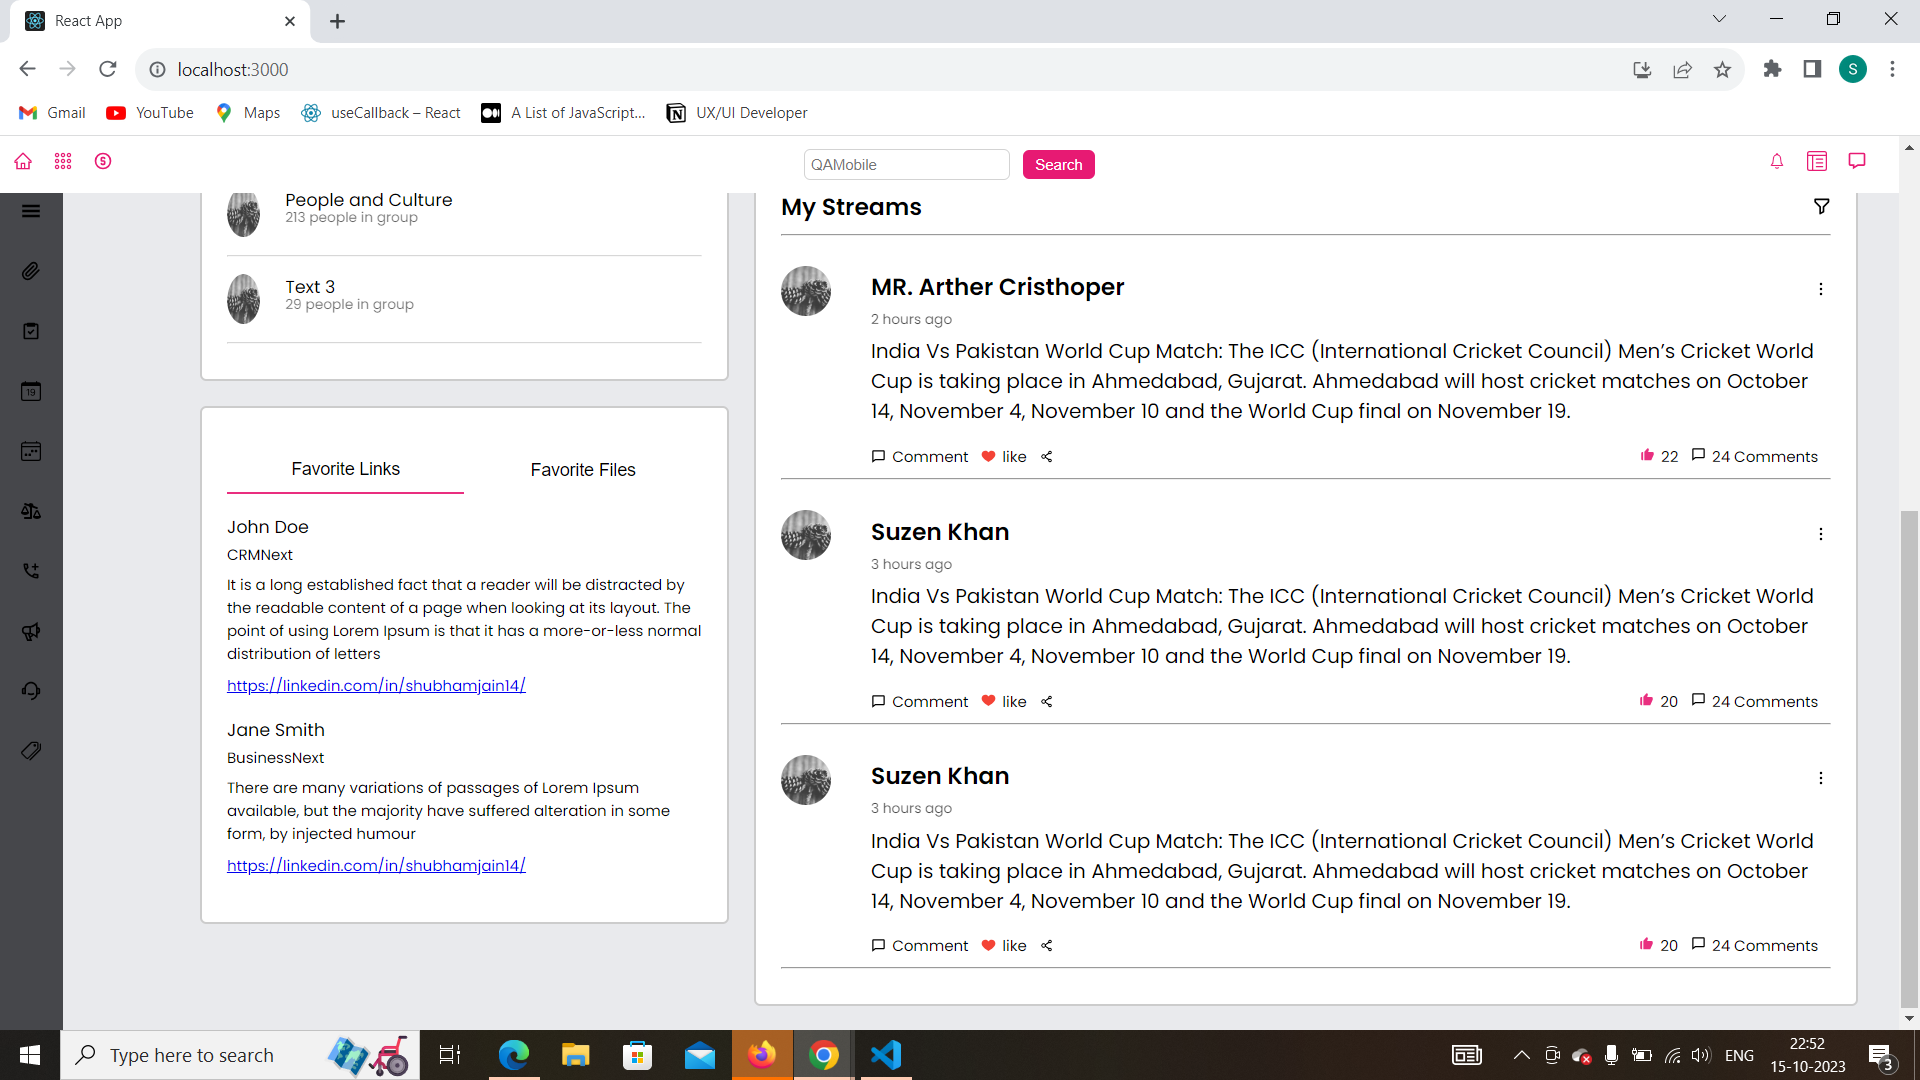 React App
localhost:3000
Gmail
YouTube
Maps
useCallback – React
A List of JavaScript...
UX/UI Developer
S
QAMobile
Search
People and Culture
213 people in group
Text 3
29 people in group
19
Favorite Links
Favorite Files
John Doe
CRMNext
It is a long established fact that a reader will be distracted by
the readable content of a page when looking at its layout. The
point of using Lorem Ipsum is that it has a more-or-less normal
distribution of letters
https://linkedin.com/in/shubhamjain14/
Jane Smith
BusinessNext
There are many variations of passages of Lorem Ipsum
available, but the majority have suffered alteration in some
form, by injected humour
https://linkedin.com/in/shubhamjain14/
My Streams
MR. Arther Cristhoper
2 hours ago
India Vs Pakistan World Cup Match: The ICC (International Cricket Council) Men’s Cricket World
Cup is taking place in Ahmedabad, Gujarat. Ahmedabad will host cricket matches on October
14, November 4, November 10 and the World Cup final on November 19.
Comment like 22 24 Comments
Suzen Khan
3 hours ago
India Vs Pakistan World Cup Match: The ICC (International Cricket Council) Men’s Cricket World
Cup is taking place in Ahmedabad, Gujarat. Ahmedabad will host cricket matches on October
14, November 4, November 10 and the World Cup final on November 19.
Comment like 20 24 Comments
Suzen Khan
3 hours ago
India Vs Pakistan World Cup Match: The ICC (International Cricket Council) Men’s Cricket World
Cup is taking place in Ahmedabad, Gujarat. Ahmedabad will host cricket matches on October
14, November 4, November 10 and the World Cup final on November 19.
Comment like 20 24 Comments
Type here to search
ENG
22:52
15-10-2023
3